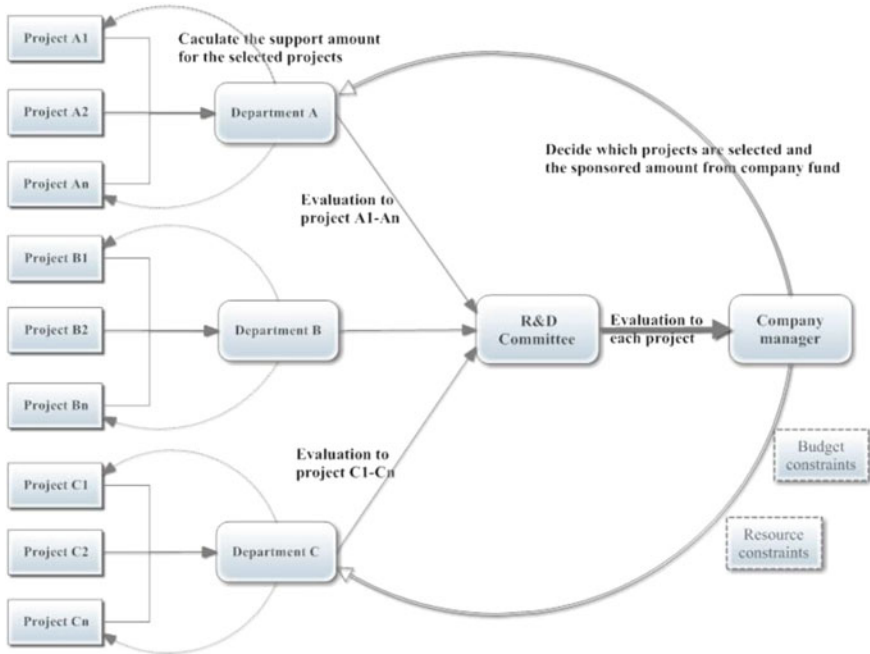 Project A1
Caculate the support amount
for the selected projects
Project A2
Department A
Project An
Decide which projects are selected and
the sponsored amount from company fund
Evaluation to
project A1-An
Project B1
Project B2
Department B
R&D
Committee
Evaluation to
each project
Company
manager
Project Bn
Evaluation to
project C1-Cn
Budget
constraints
Project C1
Project C2
Department C
Resource
constraints
Project Cn